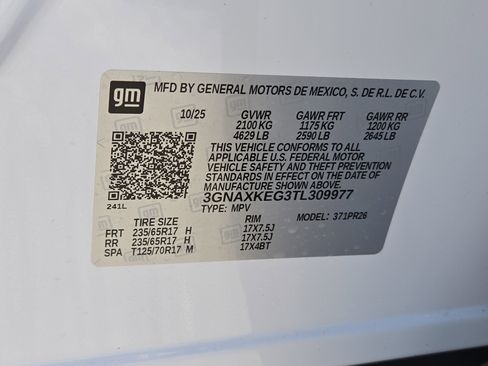 gm
MFD BY GENERAL MOTORS DE MEXICO, S. DE R.L. DE C.V.
10/25 GVWR GAWR FRT GAWR RR
2100 KG 1175 KG 1200 KG
4629 LB 2590 LB 2645 LB
THIS VEHICLE CONFORMS TO ALL
APPLICABLE U.S. FEDERAL MOTOR
VEHICLE SAFETY AND THEFT PREVENTION
STANDARDS IN EFFECT ON THE DATE OF
MANUFACTURE SHOWN ABOVE.
3GNAXKEG3TL309977
241L TYPE: MPV MODEL: 371PR26
TIRE SIZE RIM
FRT 235/65R17 H 17X7.5J
RR 235/65R17 H 17X7.5J
SPA T125/70R17 M 17X4BT